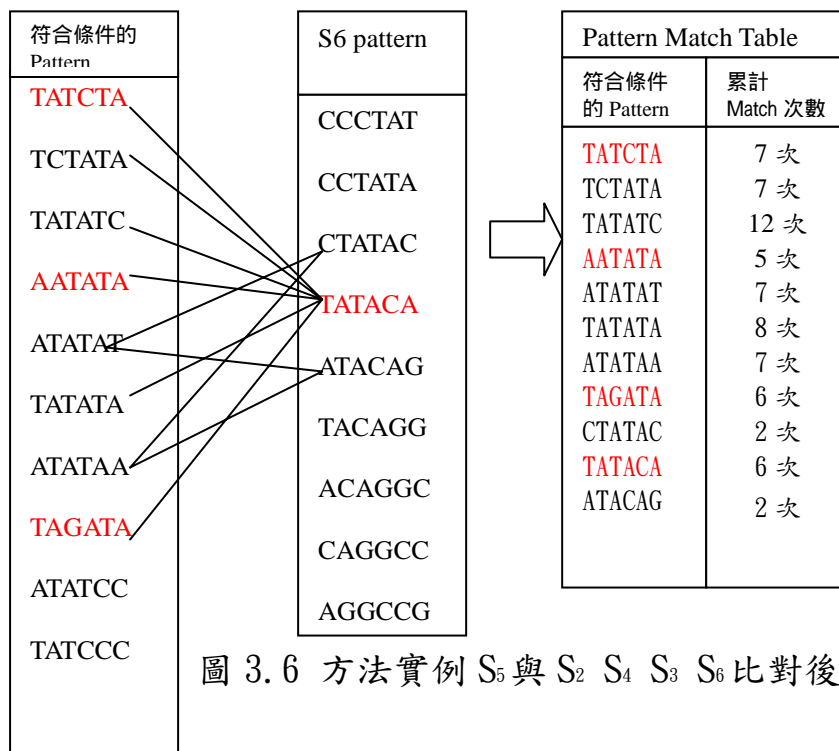 符合條件的
Pattern
TATCTA
TCTATA
TATATC
AATATA
ATATAT
TATATA
ATATAA
TAGATA
ATATCC
TATCCC
S6 pattern
CCCTAT
CCTATA
CTATAC
TATACA
ATACAG
TACAGG
ACAGGC
CAGGCC
AGGCCG
Pattern Match Table
符合條件 累計
的 Pattern Match 次數
TATCTA 7 次
TCTATA 7 次
TATATC 12 次
AATATA 5 次
ATATAT 7 次
TATATA 8 次
ATATAA 7 次
TAGATA 6 次
CTATAC 2 次
TATACA 6 次
ATACAG 2 次
圖 3.6 方法實例 S₅與 S₂ S₄ S₃ S₆比對後